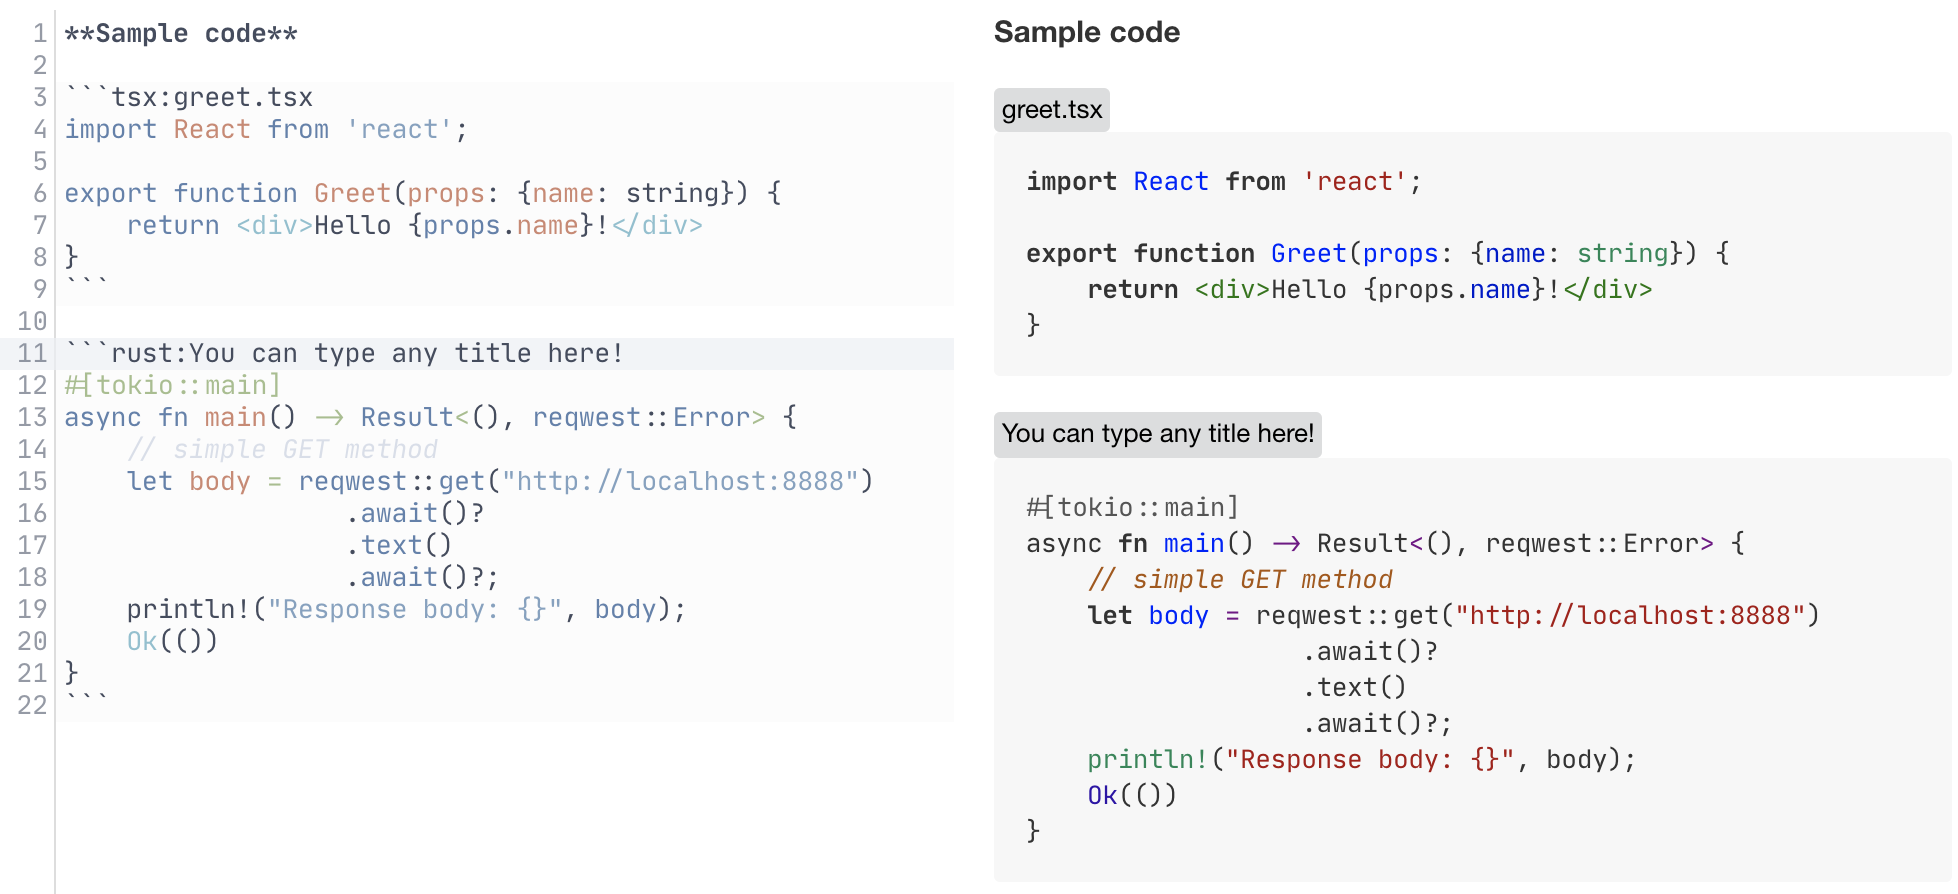 1 **Sample code**
2
3 ```tsx:greet.tsx
4 import React from 'react';
5
6 export function Greet(props: {name: string}) {
7     return <div>Hello {props.name}!</div>
8 }
9 ```
10
11 ```rust:You can type any title here!
12 #[tokio::main]
13 async fn main() -> Result<(), reqwest::Error> {
14     // simple GET method
15     let body = reqwest::get("http://localhost:8888")
16                   .await()?
17                   .text()
18                   .await()?;
19     println!("Response body: {}", body);
20     Ok(())
21 }
22 ```
Sample code
greet.tsx
import React from 'react';

export function Greet(props: {name: string}) {
    return <div>Hello {props.name}!</div>
}
You can type any title here!
#[tokio::main]
async fn main() -> Result<(), reqwest::Error> {
    // simple GET method
    let body = reqwest::get("http://localhost:8888")
                  .await()?
                  .text()
                  .await()?;
    println!("Response body: {}", body);
    Ok(())
}